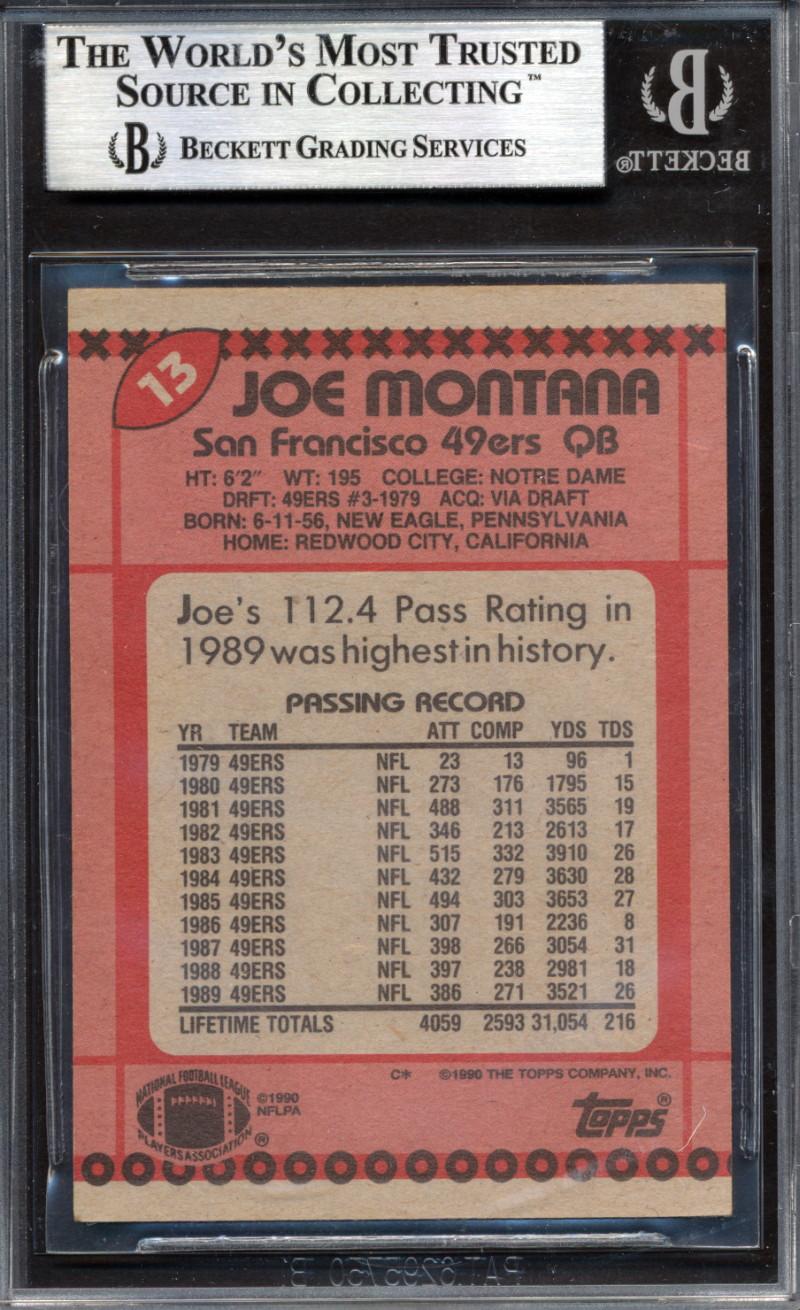 THE WORLD'S MOST TRUSTED
SOURCE IN COLLECTING™
B BECKETT GRADING SERVICES
B
BECKETT®
13
JOE MONTANA
San Francisco 49ers QB
HT: 6'2" WT: 195 COLLEGE: NOTRE DAME
DRFT: 49ERS #3-1979 ACQ: VIA DRAFT
BORN: 6-11-56, NEW EAGLE, PENNSYLVANIA
HOME: REDWOOD CITY, CALIFORNIA
Joe's 112.4 Pass Rating in
1989 was highest in history.
PASSING RECORD
YR TEAM ATT COMP YDS TDS
1979 49ERS NFL 23 13 96 1
1980 49ERS NFL 273 176 1795 15
1981 49ERS NFL 488 311 3565 19
1982 49ERS NFL 346 213 2613 17
1983 49ERS NFL 515 332 3910 26
1984 49ERS NFL 432 279 3630 28
1985 49ERS NFL 494 303 3653 27
1986 49ERS NFL 307 191 2236 8
1987 49ERS NFL 398 266 3054 31
1988 49ERS NFL 397 238 2981 18
1989 49ERS NFL 386 271 3521 26
LIFETIME TOTALS 4059 2593 31,054 216
C* ©1990 THE TOPPS COMPANY, INC.
NATIONAL FOOTBALL LEAGUE
PLAYERS ASSOCIATION ®
©1990
NFLPA
topps®